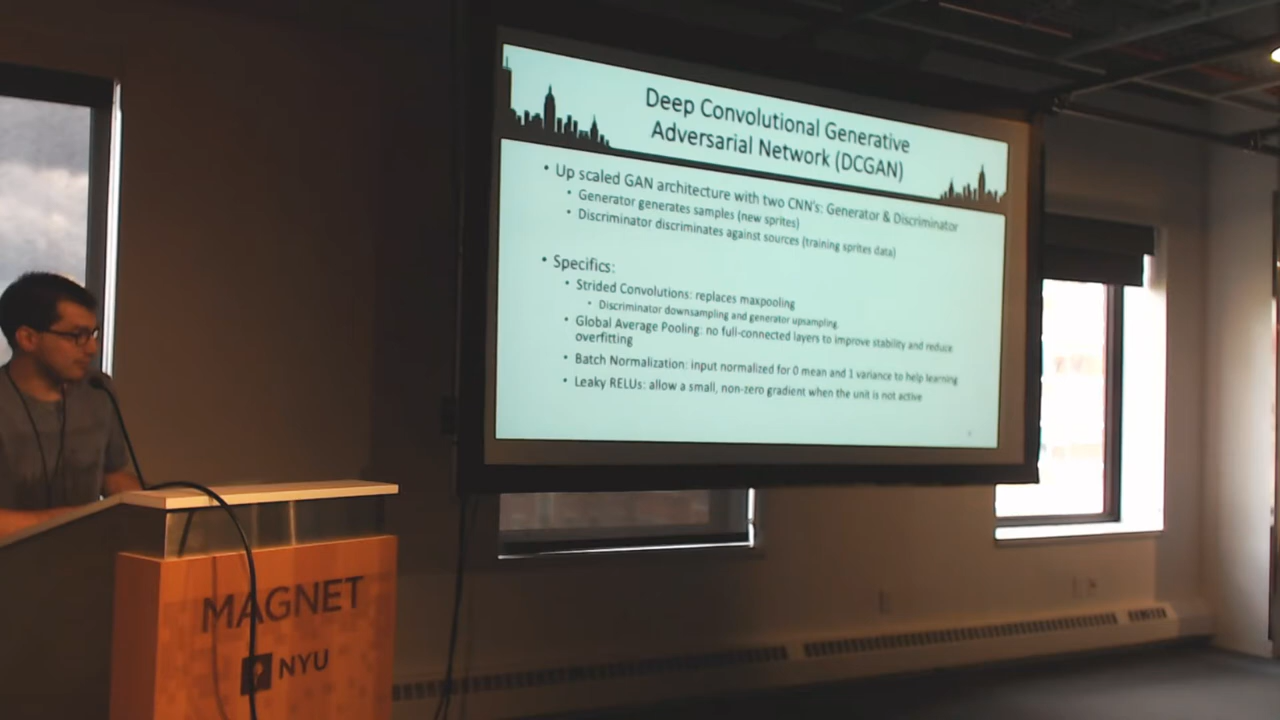 Deep Convolutional Generative
Adversarial Network (DCGAN)
• Up scaled GAN architecture with two CNN's: Generator & Discriminator
• Generator generates samples (new sprites)
• Discriminator discriminates against sources (training sprites data)
• Specifics:
• Strided Convolutions: replaces maxpooling
• Discriminator downsampling and generator upsampling
• Global Average Pooling: no full-connected layers to improve stability and reduce
overfitting
• Batch Normalization: input normalized for 0 mean and 1 variance to help learning
• Leaky RELUs: allow a small, non-zero gradient when the unit is not active
MAGNET
NYU